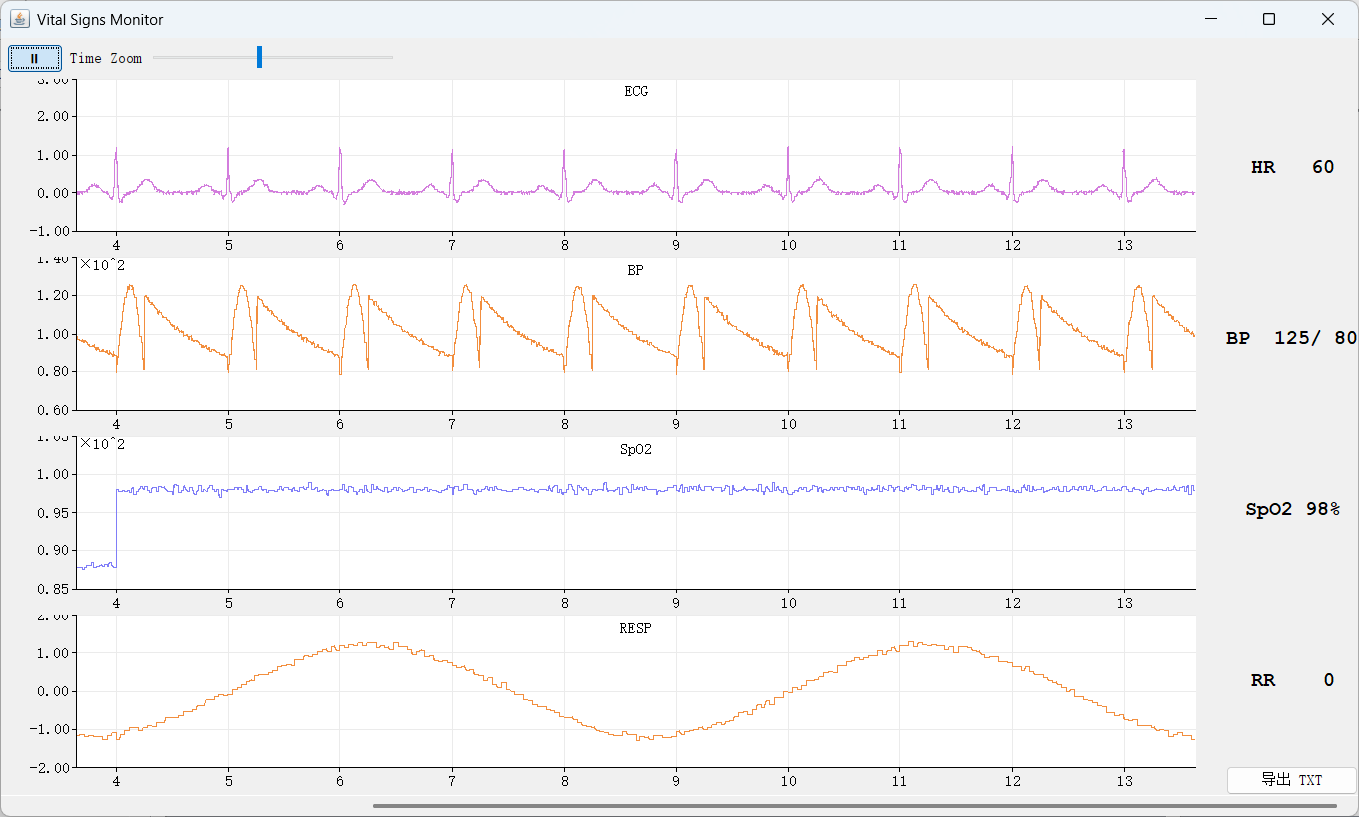 Vital Signs Monitor
Time Zoom
ECG
3.00
2.00
1.00
0.00
-1.00
4 5 6 7 8 9 10 11 12 13
HR 60
BP
×10^2
1.40
1.20
1.00
0.80
0.60
4 5 6 7 8 9 10 11 12 13
BP 125/ 80
SpO2
×10^2
1.05
1.00
0.95
0.90
0.85
4 5 6 7 8 9 10 11 12 13
SpO2 98%
RESP
2.00
1.00
0.00
-1.00
-2.00
4 5 6 7 8 9 10 11 12 13
RR 0
导出 TXT